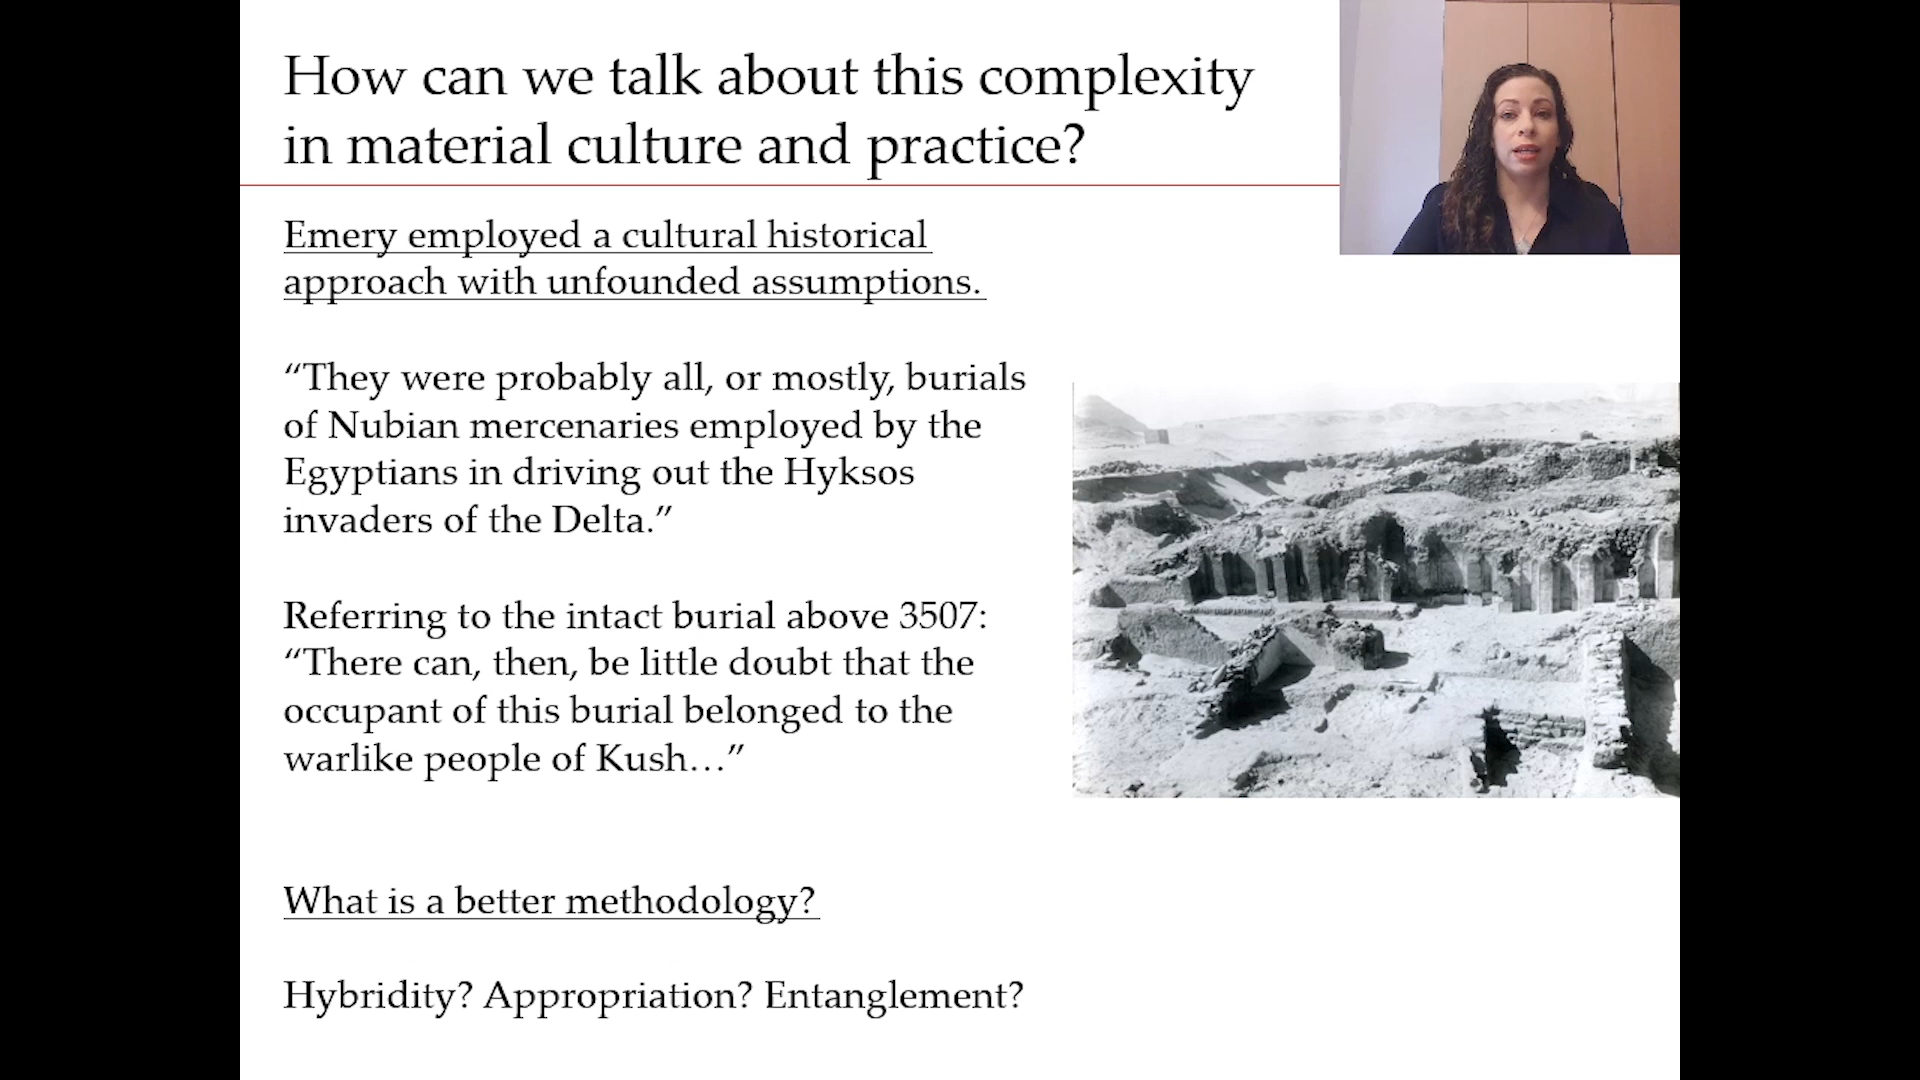 How can we talk about this complexity
in material culture and practice?
Emery employed a cultural historical
approach with unfounded assumptions.
“They were probably all, or mostly, burials
of Nubian mercenaries employed by the
Egyptians in driving out the Hyksos
invaders of the Delta.”
Referring to the intact burial above 3507:
“There can, then, be little doubt that the
occupant of this burial belonged to the
warlike people of Kush…”
What is a better methodology?
Hybridity? Appropriation? Entanglement?